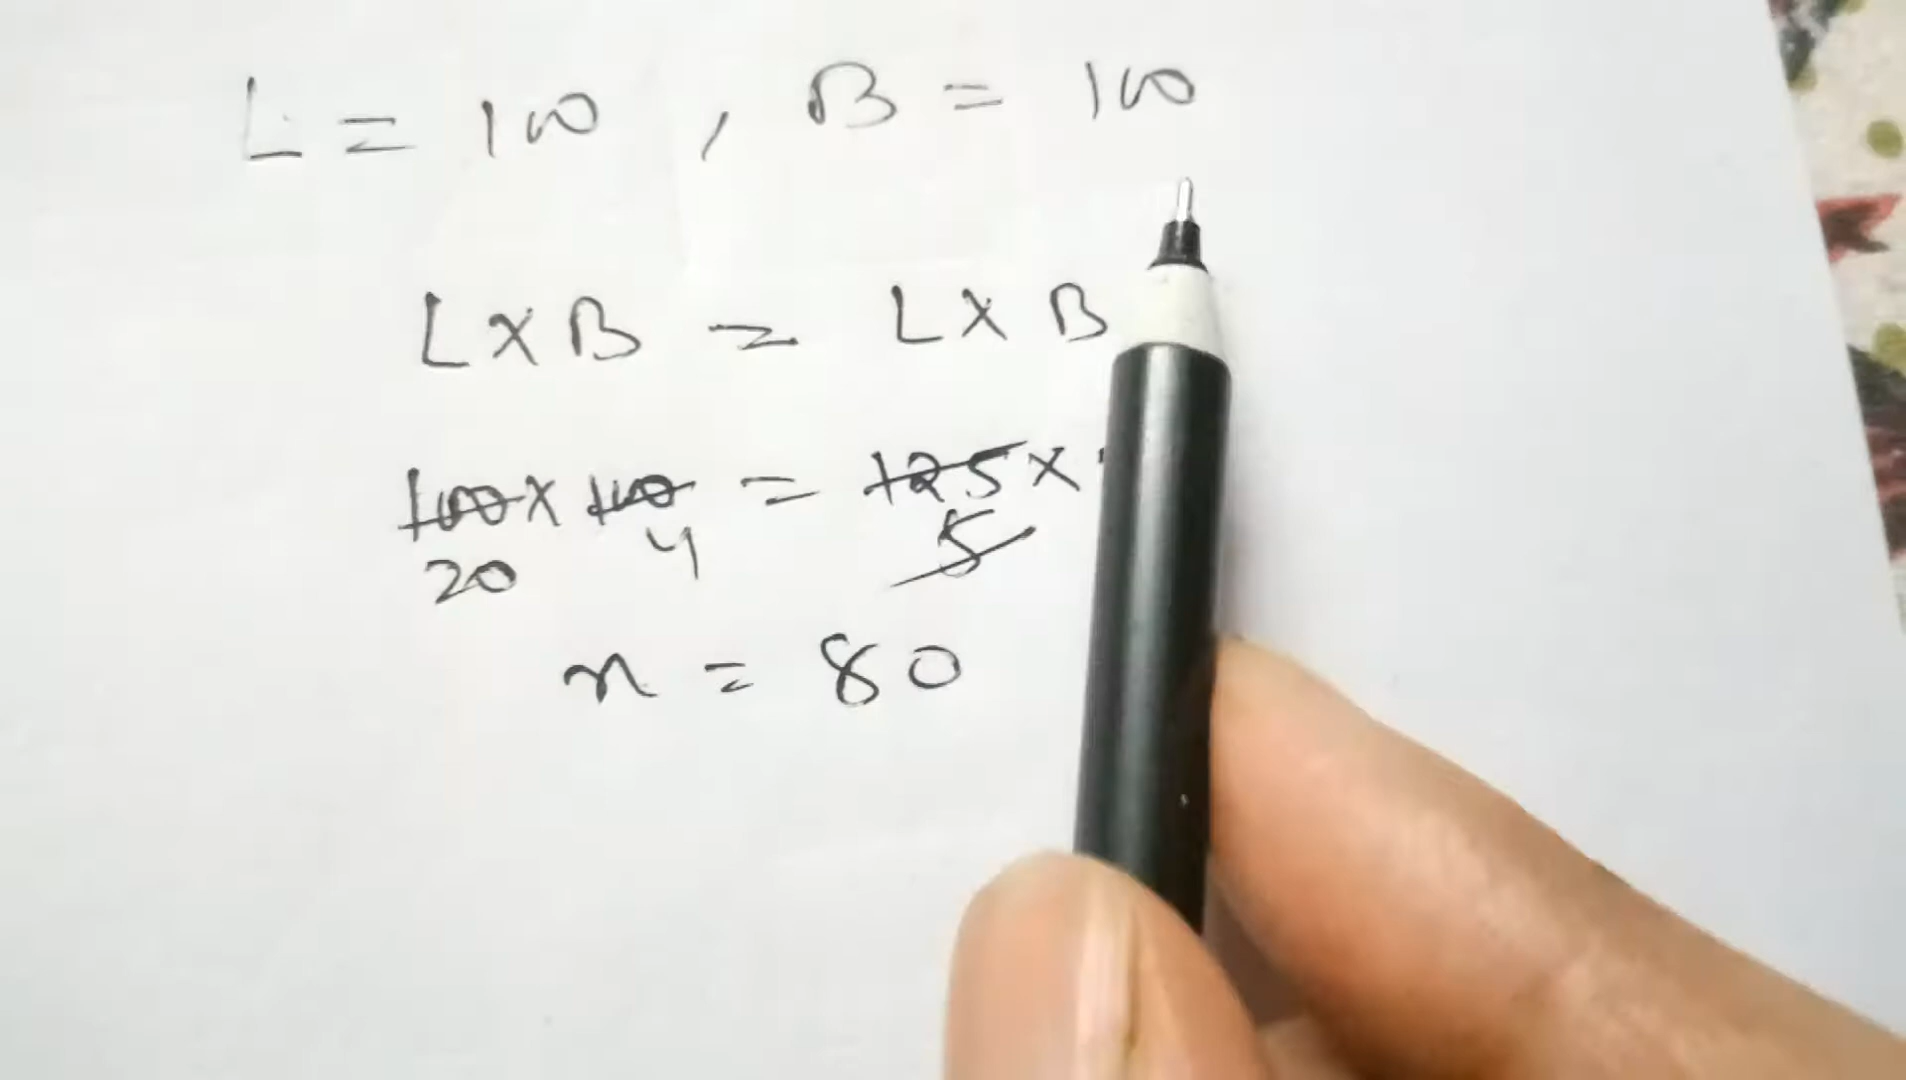 L = 100 , B = 100
L X B = L X B
100 X 100 = 125 X
20 4 5
n = 80